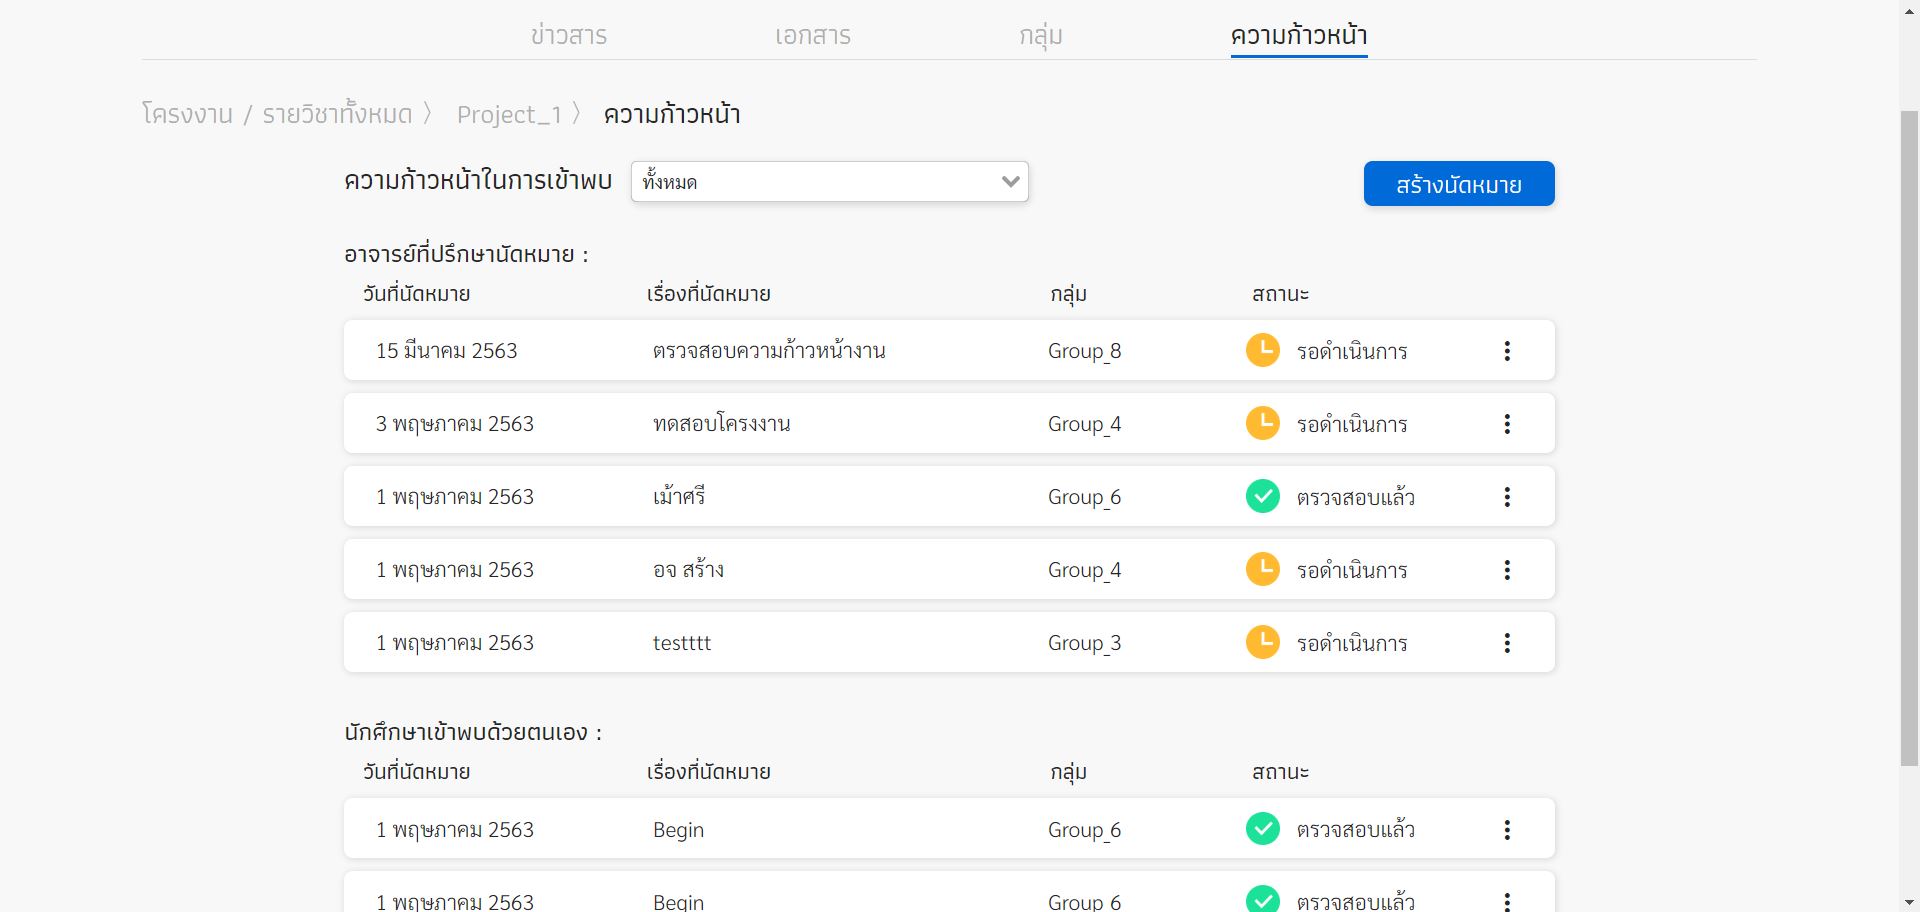 ข่าวสาร เอกสาร กลุ่ม ความก้าวหน้า
โครงงาน / รายวิชาทั้งหมด 〉 Project_1 〉 ความก้าวหน้า
ความก้าวหน้าในการเข้าพบ ทั้งหมด สร้างนัดหมาย
อาจารย์ที่ปรึกษานัดหมาย :
วันที่นัดหมาย เรื่องที่นัดหมาย กลุ่ม สถานะ
15 มีนาคม 2563 ตรวจสอบความก้าวหน้างาน Group_8 รอดำเนินการ
3 พฤษภาคม 2563 ทดสอบโครงงาน Group_4 รอดำเนินการ
1 พฤษภาคม 2563 เม้าศรี Group_6 ตรวจสอบแล้ว
1 พฤษภาคม 2563 อจ สร้าง Group_4 รอดำเนินการ
1 พฤษภาคม 2563 testttt Group_3 รอดำเนินการ
นักศึกษาเข้าพบด้วยตนเอง :
วันที่นัดหมาย เรื่องที่นัดหมาย กลุ่ม สถานะ
1 พฤษภาคม 2563 Begin Group_6 ตรวจสอบแล้ว
1 พฤษภาคม 2563 Begin Group_6 ตรวจสอบแล้ว